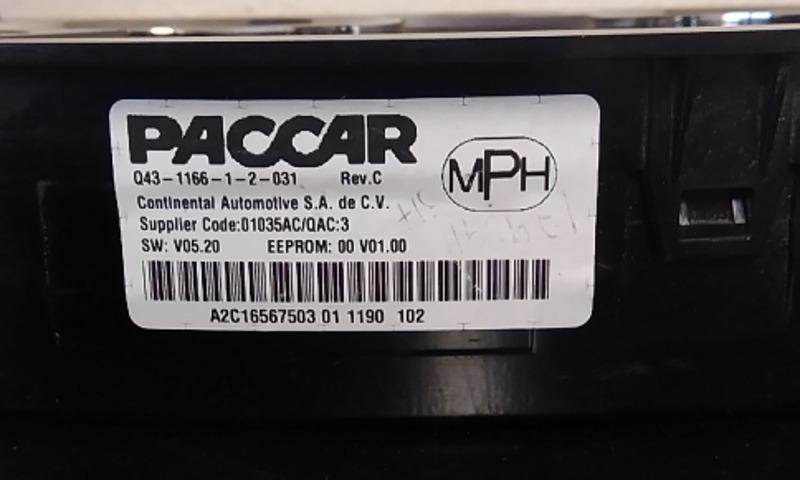 PACCAR
MPH
Q43-1166-1-2-031 Rev.C
Continental Automotive S.A. de C.V.
Supplier Code:01035AC/QAC:3
SW: V05.20 EEPROM: 00 V01.00
A2C16567503 01 1190 102